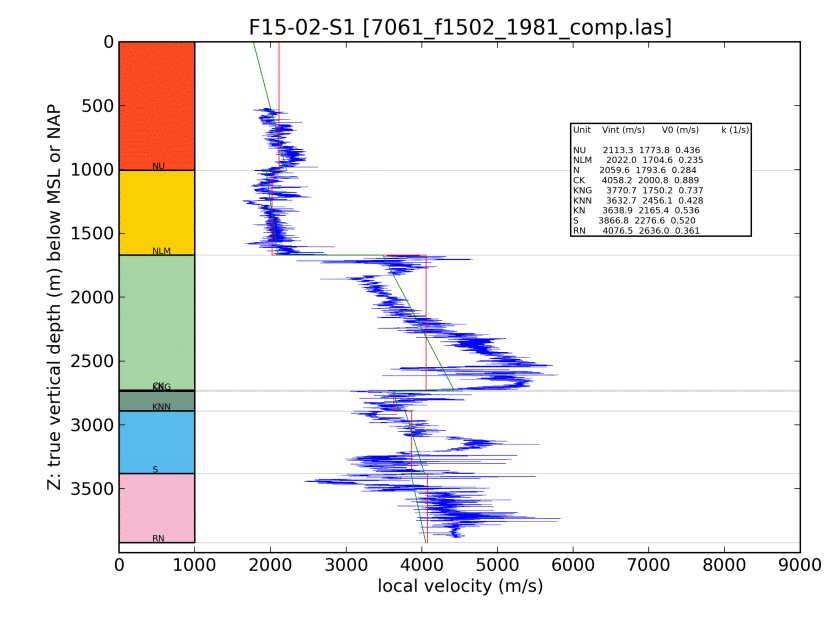 F15-02-S1 [7061_f1502_1981_comp.las]
Z: true vertical depth (m) below MSL or NAP
0
500
1000
1500
2000
2500
3000
3500
NU
NLM
KNG
KNN
S
RN
Unit Vint (m/s) V0 (m/s) k (1/s)
NU 2113.3 1773.8 0.436
NLM 2022.0 1704.6 0.235
N 2059.6 1793.6 0.284
CK 4058.2 2000.8 0.889
KNG 3770.7 1750.2 0.737
KNN 3632.7 2456.1 0.428
KN 3638.9 2165.4 0.536
S 3866.8 2276.6 0.520
RN 4076.5 2636.0 0.361
0 1000 2000 3000 4000 5000 6000 7000 8000 9000
local velocity (m/s)